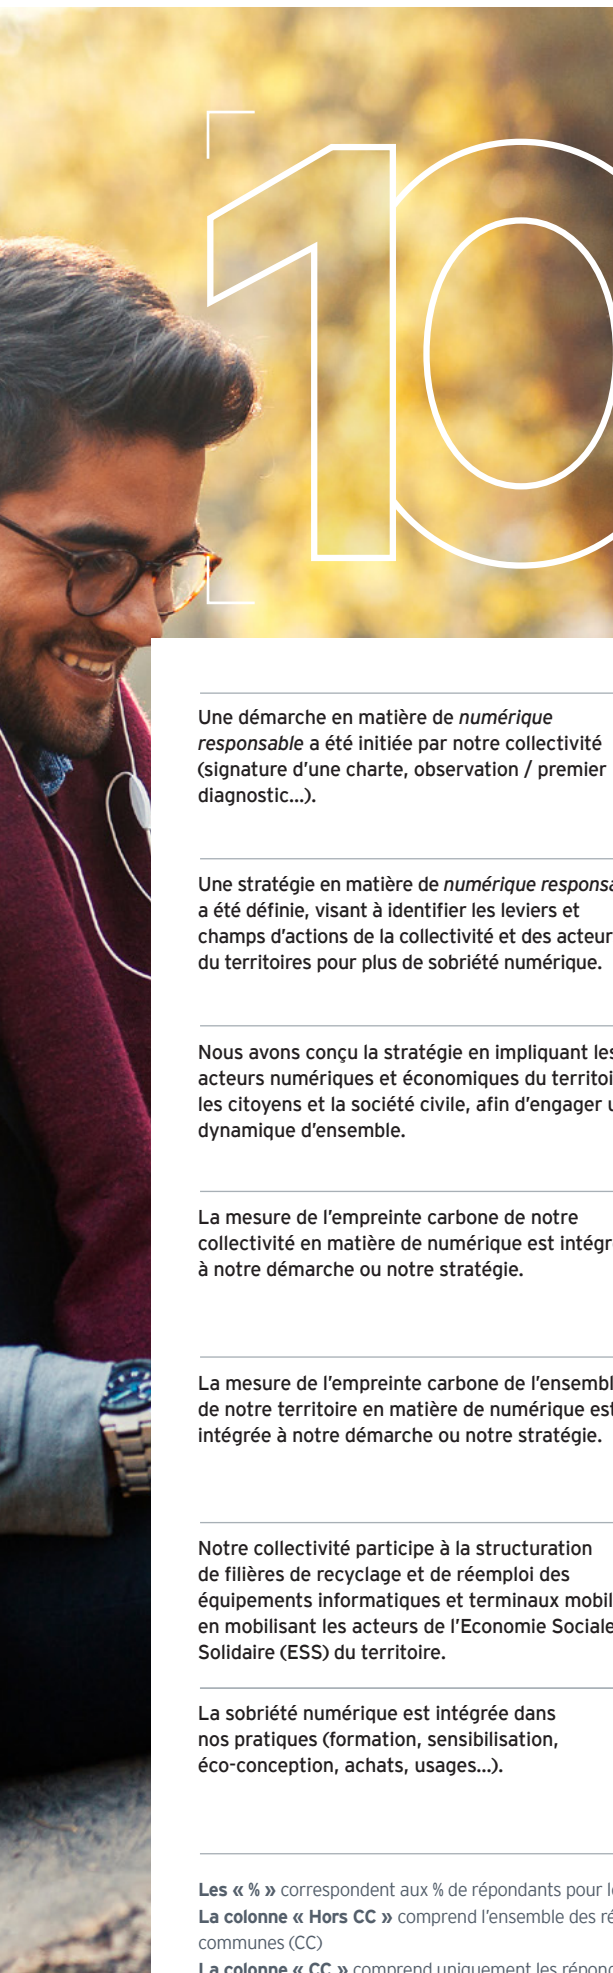 10
Une démarche en matière de numérique
responsable a été initiée par notre collectivité
(signature d'une charte, observation / premier
diagnostic...).
Une stratégie en matière de numérique
a été définie, visant à identifier les leviers et
champs d'actions de la collectivité et des
du territoires pour plus de sobriété numérique.
Nous avons conçu la stratégie en impliquant
acteurs numériques et économiques du
les citoyens et la société civile, afin d'engager
dynamique d'ensemble.
La mesure de l'empreinte carbone de notre
collectivité en matière de numérique est
à notre démarche ou notre stratégie.
La mesure de l'empreinte carbone de
de notre territoire en matière de numérique
intégrée à notre démarche ou notre stratégie.
Notre collectivité participe à la structuration
de filières de recyclage et de réemploi des
équipements informatiques et terminaux
en mobilisant les acteurs de l'Economie Sociale
Solidaire (ESS) du territoire.
La sobriété numérique est intégrée dans
nos pratiques (formation, sensibilisation,
éco-conception, achats, usages...).
Les « % » correspondent aux % de répondants pour
La colonne « Hors CC » comprend l'ensemble des
communes (CC)
La colonne « CC » comprend uniquement les